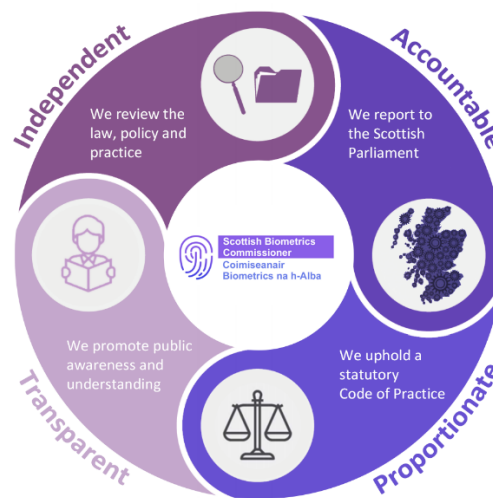 Independent
We review the
law, policy and
practice
Accountable
We report to
the Scottish
Parliament
Scottish Biometrics
Commissioner
Coimiseanair
Biometrics na h-Alba
We promote public
awareness and
understanding
Transparent
We uphold a
statutory
Code of Practice
Proportionate